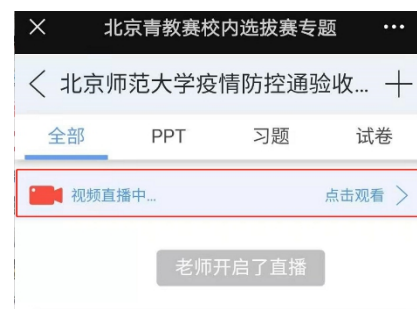 北京青教赛校内选拔赛专题
北京师范大学疫情防控通验收...
全部 PPT 习题 试卷
视频直播中... 点击观看
老师开启了直播